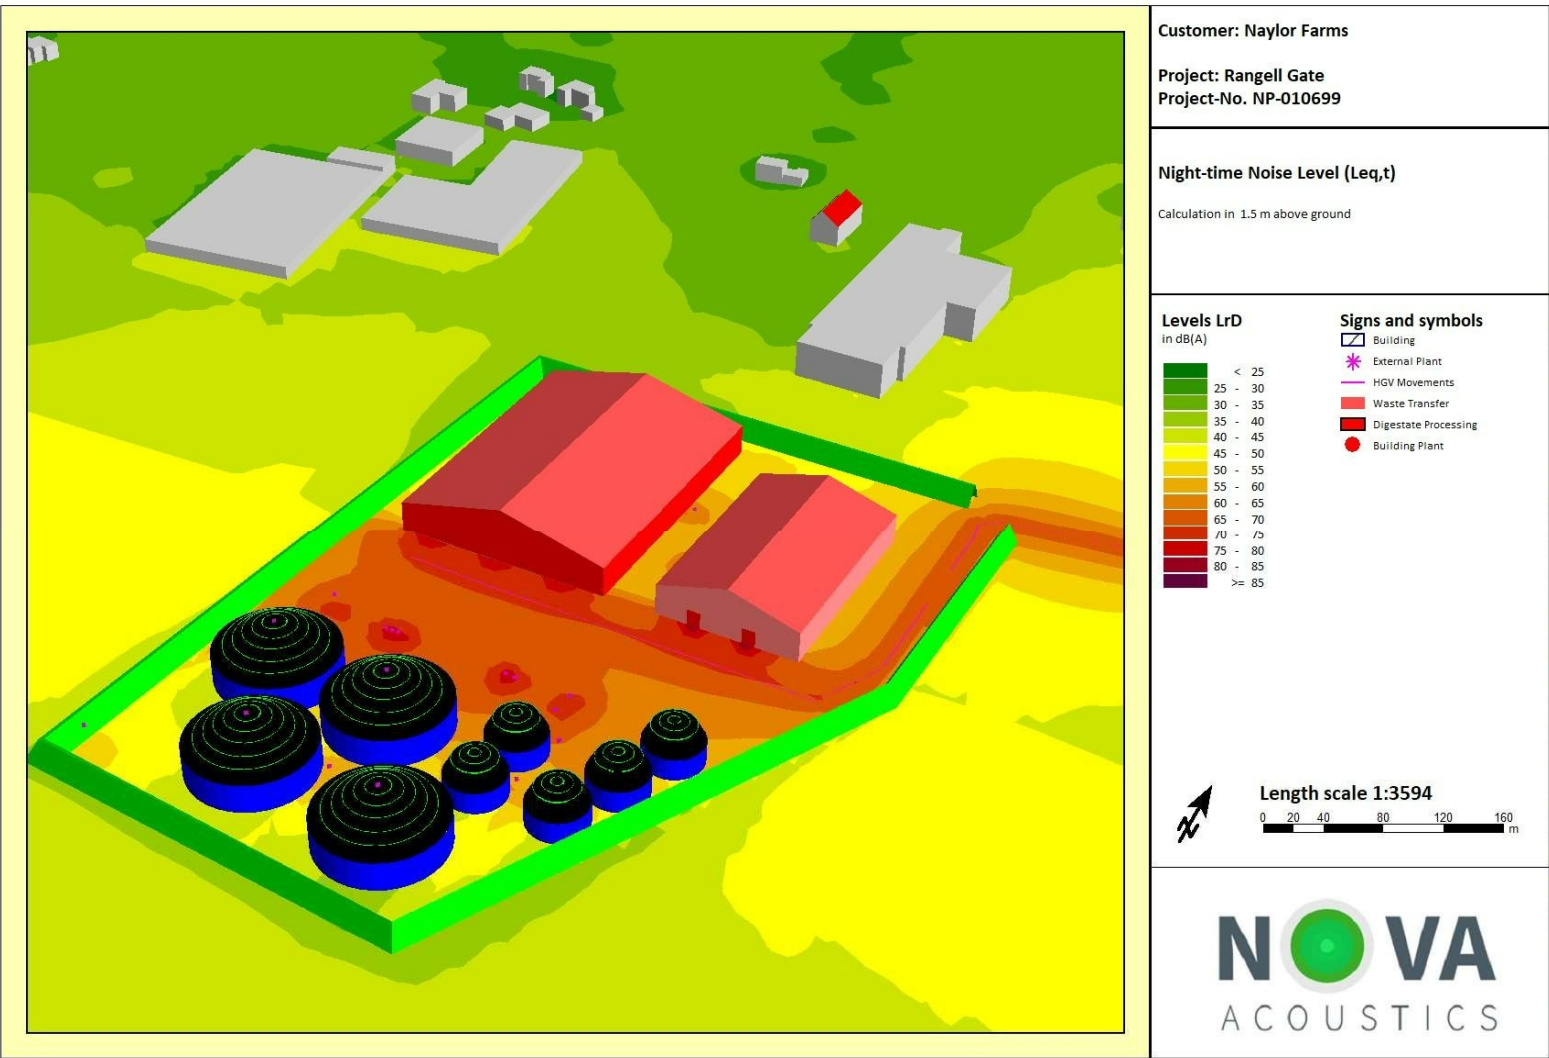 Customer: Naylor Farms
Project: Rangell Gate
Project-No. NP-010699
Night-time Noise Level (Leq,t)
Calculation in 1.5 m above ground
Levels LrD
in dB(A)
< 25
25 - 30
30 - 35
35 - 40
40 - 45
45 - 50
50 - 55
55 - 60
60 - 65
65 - 70
70 - 75
75 - 80
80 - 85
>= 85
Signs and symbols
Building
External Plant
HGV Movements
Waste Transfer
Digestate Processing
Building Plant
N
Length scale 1:3594
0 20 40 80 120 160
m
NOVA
ACOUSTICS